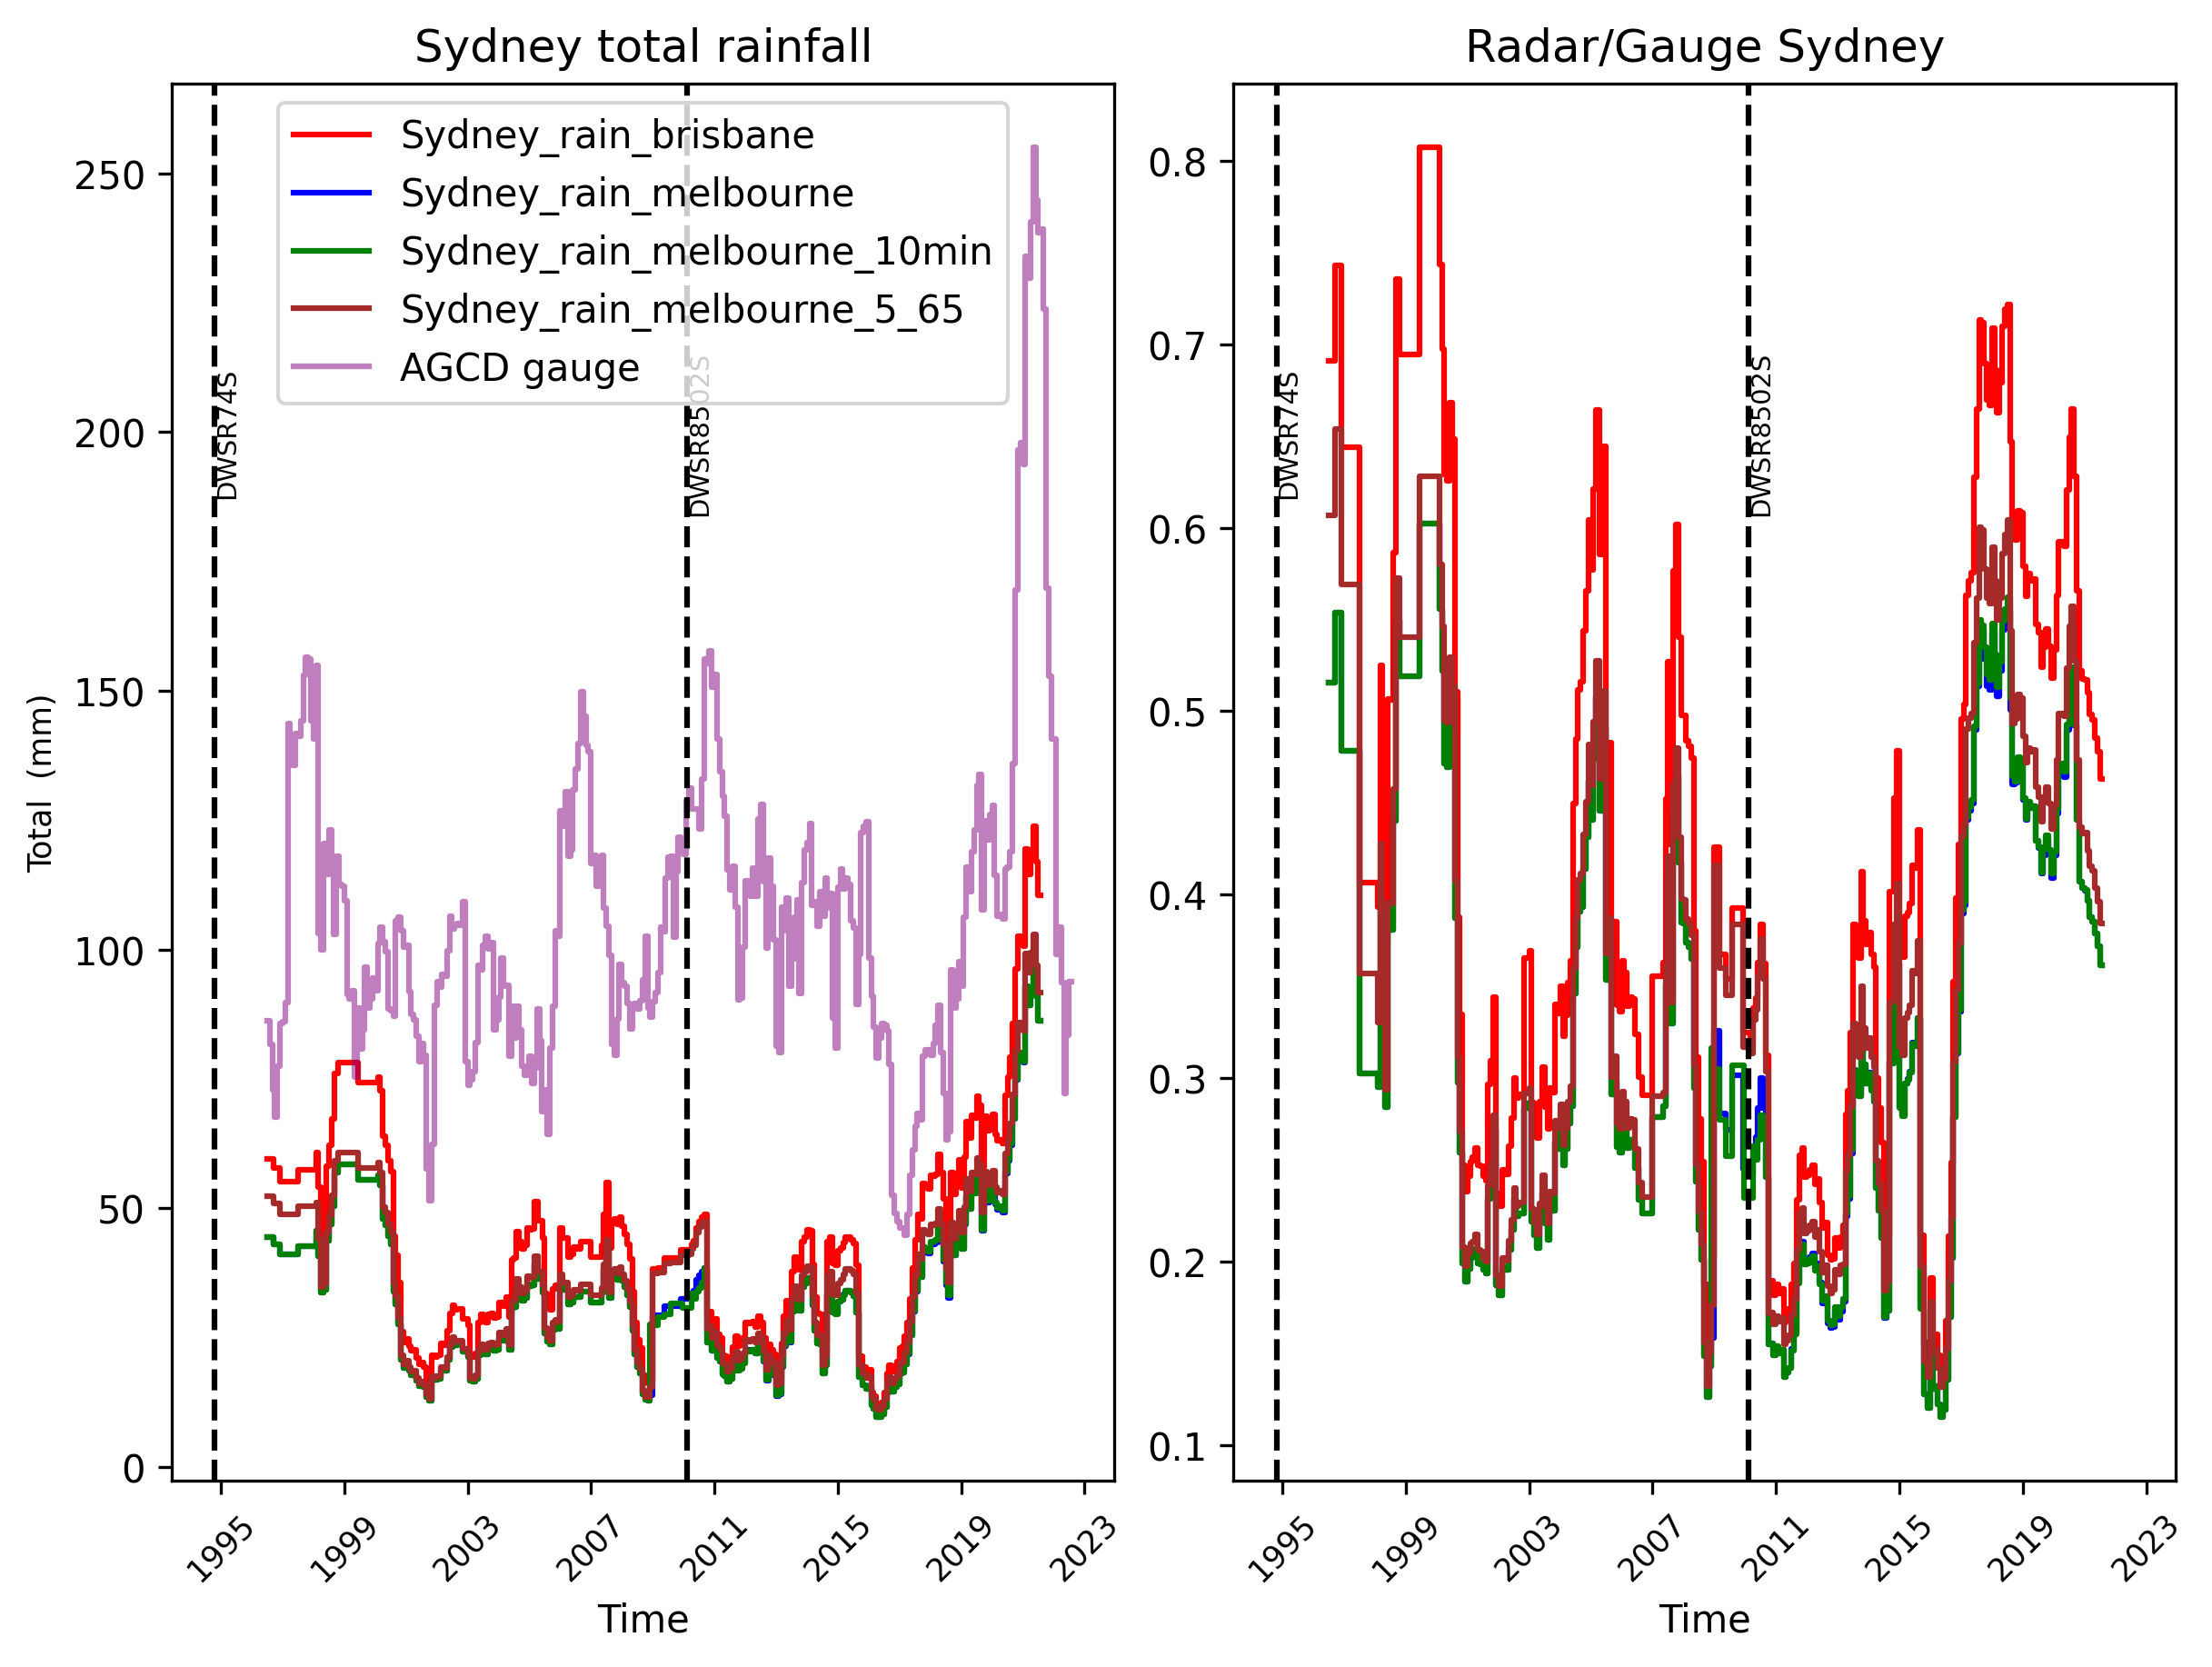 Sydney total rainfall
Sydney_rain_brisbane
Sydney_rain_melbourne
Sydney_rain_melbourne_10min
Sydney_rain_melbourne_5_65
AGCD gauge
DWSR74S
DWSR8502S
250
200
150
100
50
0
Total (mm)
1995
1999
2003
2007
2011
2015
2019
2023
Time
Radar/Gauge Sydney
DWSR74S
DWSR8502S
0.8
0.7
0.6
0.5
0.4
0.3
0.2
0.1
1995
1999
2003
2007
2011
2015
2019
2023
Time